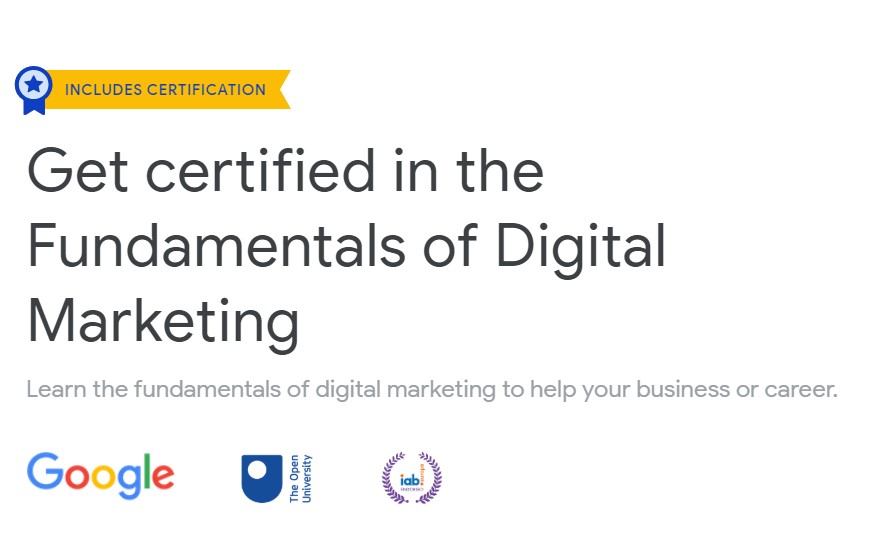 INCLUDES CERTIFICATION
Get certified in the
Fundamentals of Digital
Marketing
Learn the fundamentals of digital marketing to help your business or career.
Google
The Open
University
iab europe